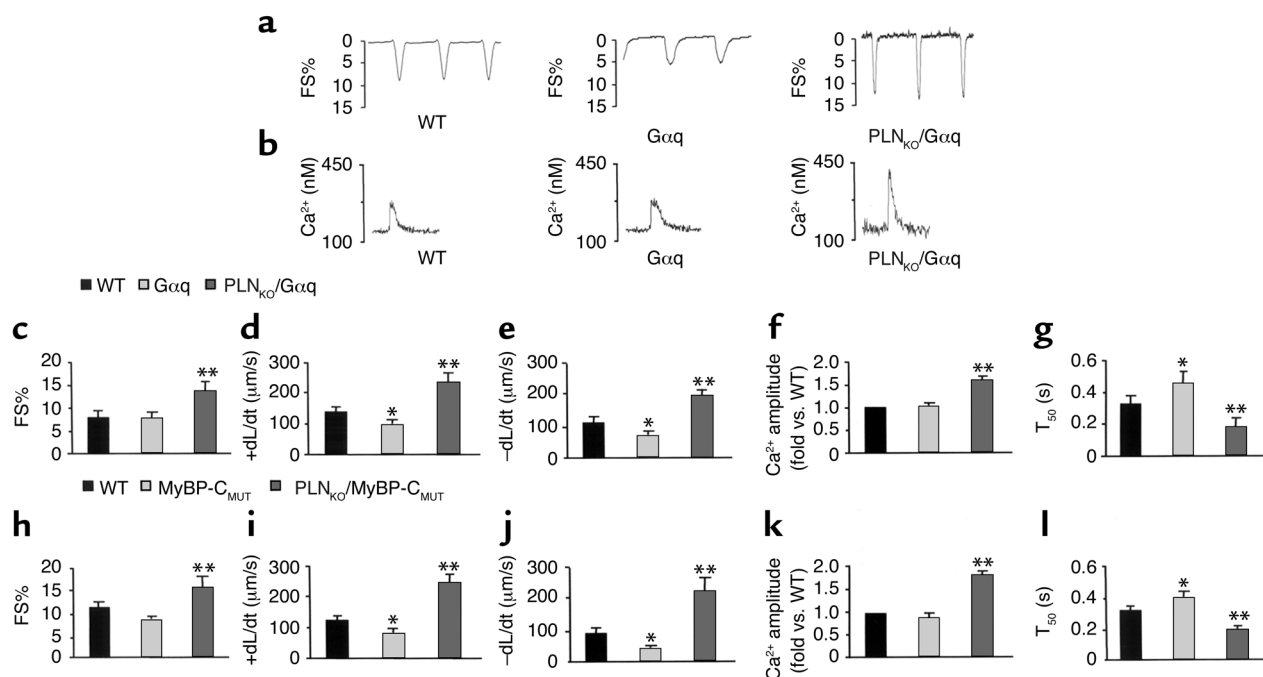 a
FS%
0
5
10
15
WT
FS%
0
5
10
15
Gαq
FS%
0
5
10
15
PLNKO/Gαq
b
Ca2+ (nM)
450
100
WT
Ca2+ (nM)
450
100
Gαq
Ca2+ (nM)
450
100
PLNKO/Gαq
WT Gαq PLNKO/Gαq
c
FS%
20
15
10
5
0
**
d
+dL/dt (μm/s)
300
200
100
0
*
**
e
–dL/dt (μm/s)
300
200
100
0
*
**
f
Ca2+ amplitude
(fold vs. WT)
2.0
1.5
1.0
0.5
0
**
g
T50 (s)
0.6
0.4
0.2
0
*
**
WT MyBP-CMUT PLNKO/MyBP-CMUT
h
FS%
20
15
10
5
0
**
i
+dL/dt (μm/s)
300
200
100
0
*
**
j
–dL/dt (μm/s)
300
200
100
0
*
**
k
Ca2+ amplitude
(fold vs. WT)
2.0
1.5
1.0
0.5
0
**
l
T50 (s)
0.6
0.4
0.2
0
*
**